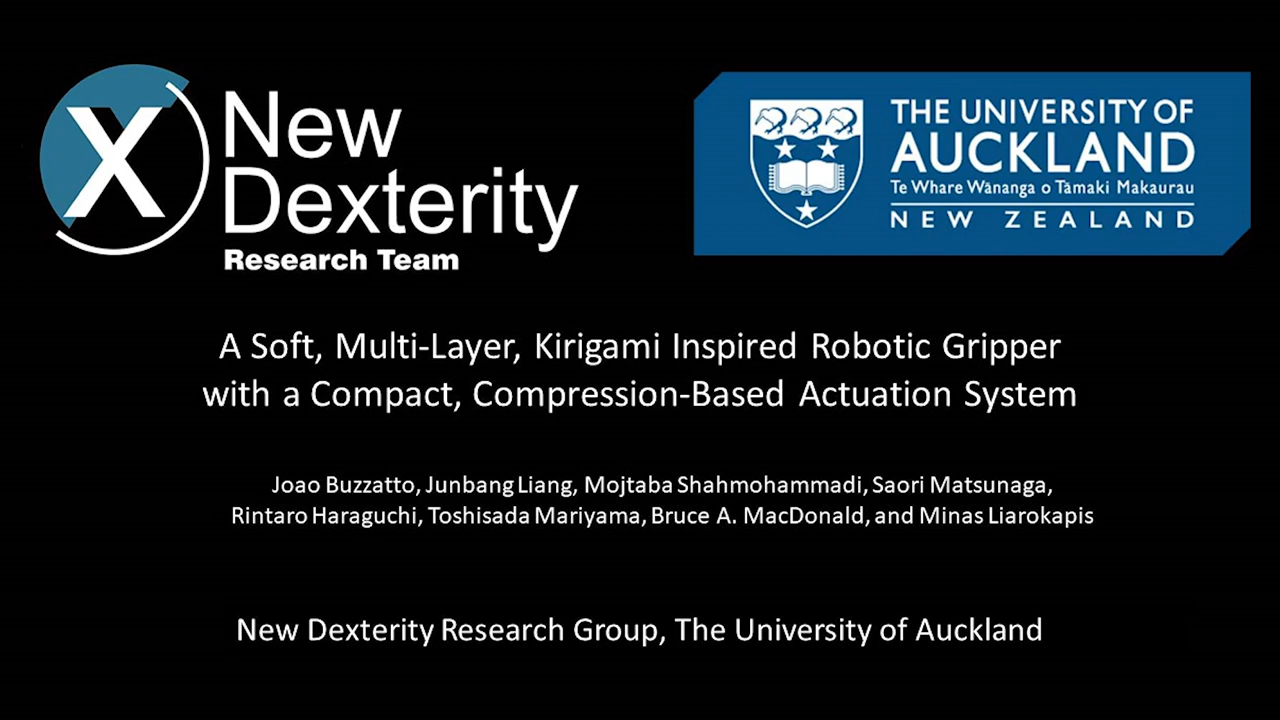 X
New
Dexterity
Research Team
THE UNIVERSITY OF
AUCKLAND
Te Whare Wānanga o Tāmaki Makaurau
NEW ZEALAND
A Soft, Multi-Layer, Kirigami Inspired Robotic Gripper
with a Compact, Compression-Based Actuation System
Joao Buzzatto, Junbang Liang, Mojtaba Shahmohammadi, Saori Matsunaga,
Rintaro Haraguchi, Toshisada Mariyama, Bruce A. MacDonald, and Minas Liarokapis
New Dexterity Research Group, The University of Auckland